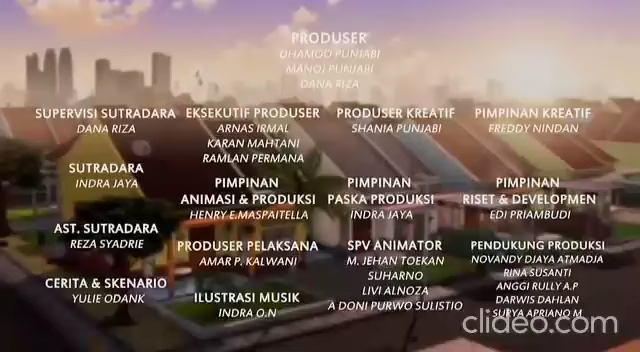 PRODUSER
DHAMOO PUNJABI
MANOJ PUNJABI
DANA RIZA
SUPERVISI SUTRADARA
DANA RIZA
SUTRADARA
INDRA JAYA
AST. SUTRADARA
REZA SYADRIE
CERITA & SKENARIO
YULIE ODANK
EKSEKUTIF PRODUSER
ARNAS IRMAL
KARAN MAHTANI
RAMLAN PERMANA
PIMPINAN
ANIMASI & PRODUKSI
HENRY E.MASPAITELLA
PRODUSER PELAKSANA
AMAR P. KALWANI
ILUSTRASI MUSIK
INDRA O.N
PRODUSER KREATIF
SHANIA PUNJABI
PIMPINAN
PASKA PRODUKSI
INDRA JAYA
SPV ANIMATOR
M. JEHAN TOEKAN
SUHARNO
LIVI ALNOZA
A DONI PURWO SULISTIO
PIMPINAN KREATIF
FREDDY NINDAN
PIMPINAN
RISET & DEVELOPMEN
EDI PRIAMBUDI
PENDUKUNG PRODUKSI
NOVANDY DJAYA ATMADJA
RINA SUSANTI
ANGGI RULLY A.P
DARWIS DAHLAN
SURYA APRIANO M
clideo.com